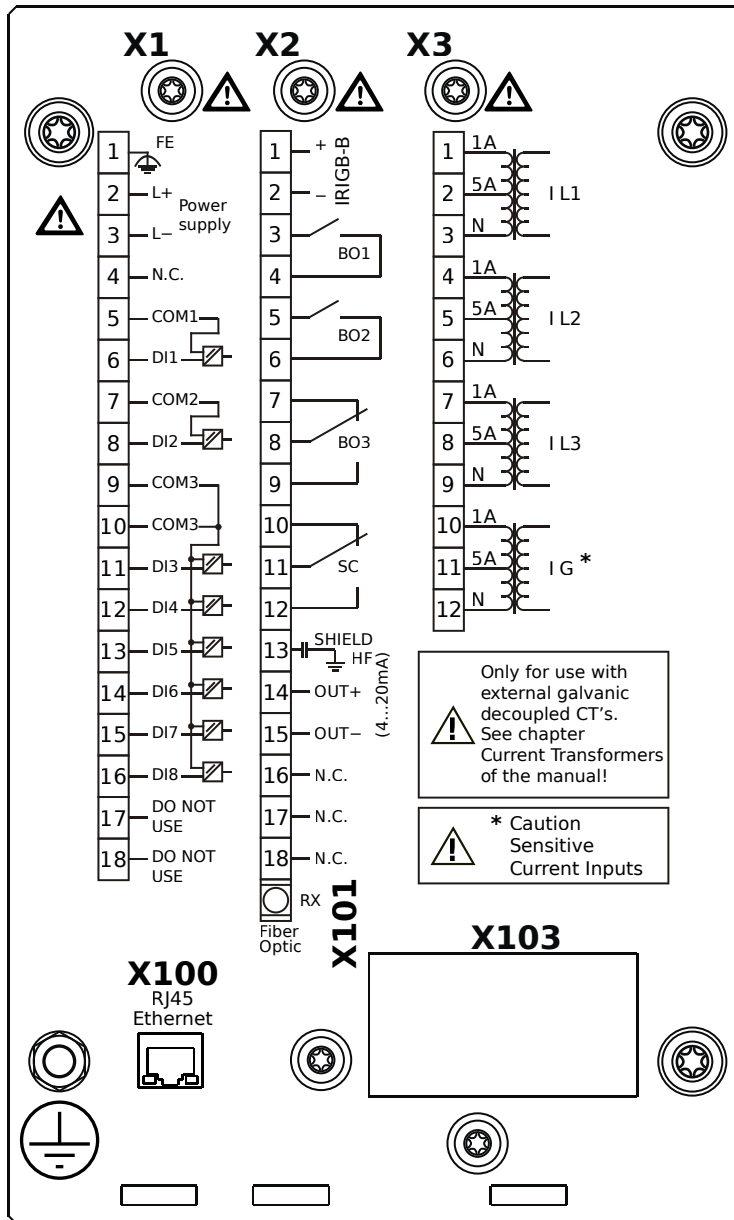 X1
1 FE
2 L+
Power
supply
3 L−
4 N.C.
5 COM1
6 DI1
7 COM2
8 DI2
9 COM3
10 COM3
11 DI3
12 DI4
13 DI5
14 DI6
15 DI7
16 DI8
17 DO NOT
USE
18 DO NOT
USE
X2
1 +
2 −
IRIGB-B
3
BO1
4
5
BO2
6
7
8 BO3
9
10
11 SC
12
13 SHIELD
HF
14 OUT+
15 OUT−
(4...20mA)
16 N.C.
17 N.C.
18 N.C.
RX
Fiber
Optic
X101
X3
1 1A
2 5A I L1
3 N
4 1A
5 5A I L2
6 N
7 1A
8 5A I L3
9 N
10 1A
11 5A I G *
12 N
Only for use with
external galvanic
decoupled CT's.
See chapter
Current Transformers
of the manual!
* Caution
Sensitive
Current Inputs
X103
X100
RJ45
Ethernet